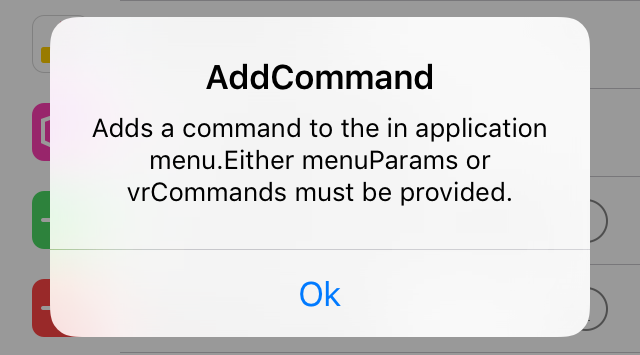 AddCommand
Adds a command to the in application
menu.Either menuParams or
vrCommands must be provided.
Ok